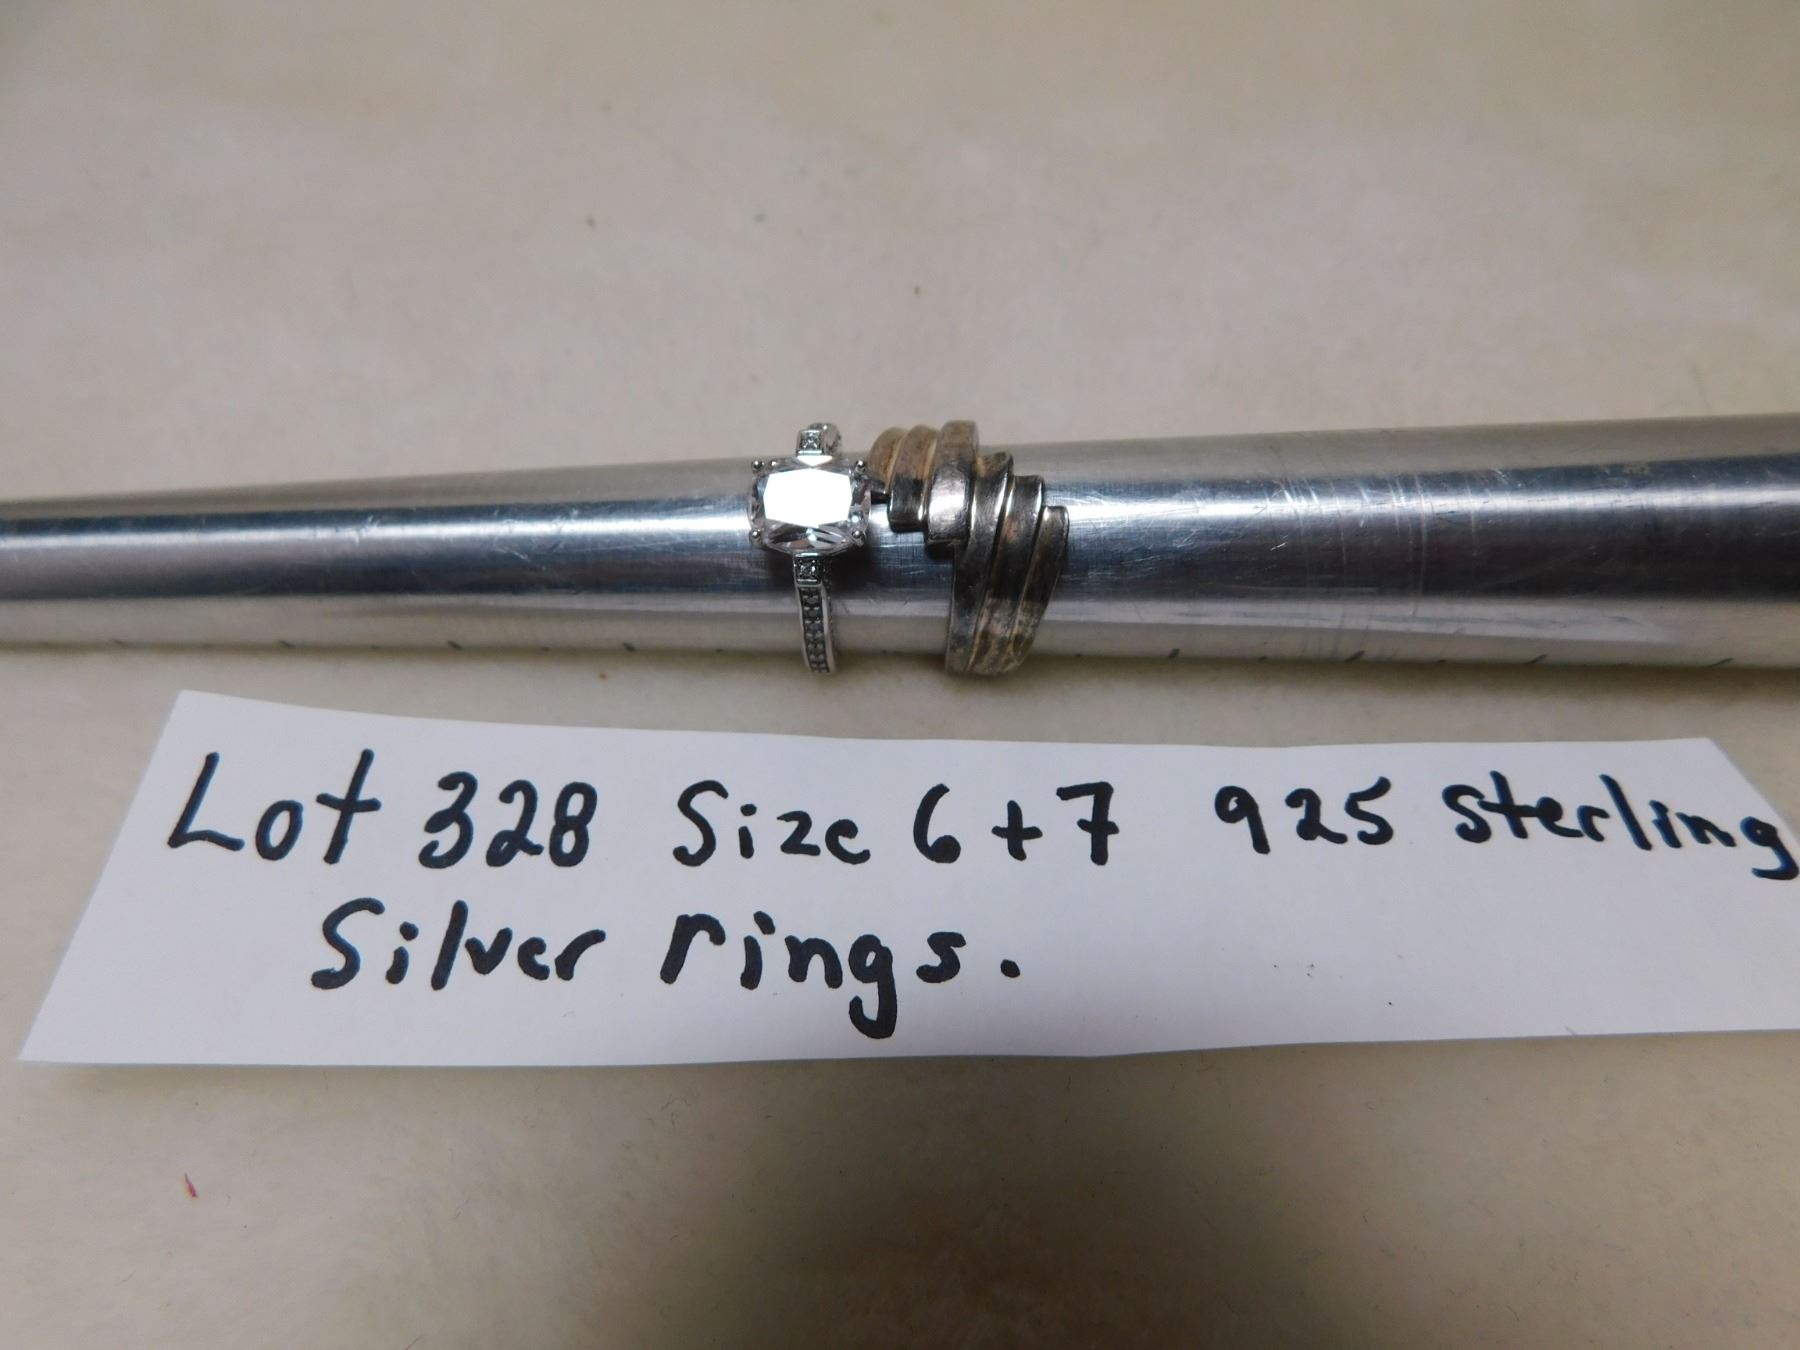 Lot 328 Size 6+7 925 Sterling
Silver rings.